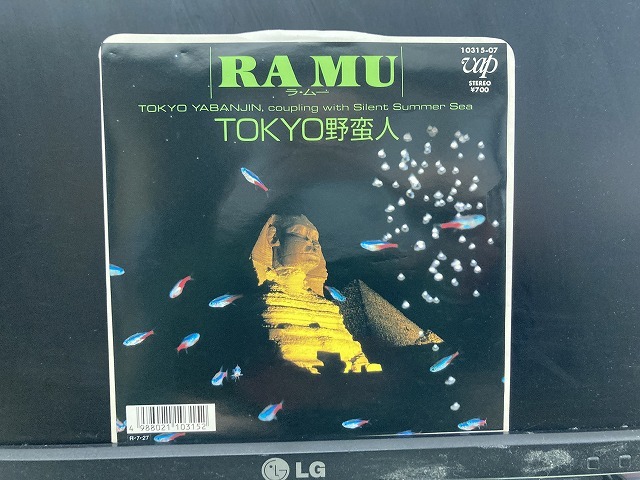 10315-07
vap
STEREO
¥700
RA MU
ラ・ムー
TOKYO YABANJIN, coupling with Silent Summer Sea
TOKYO野蛮人
4 988021 103152
R-7・27
LG